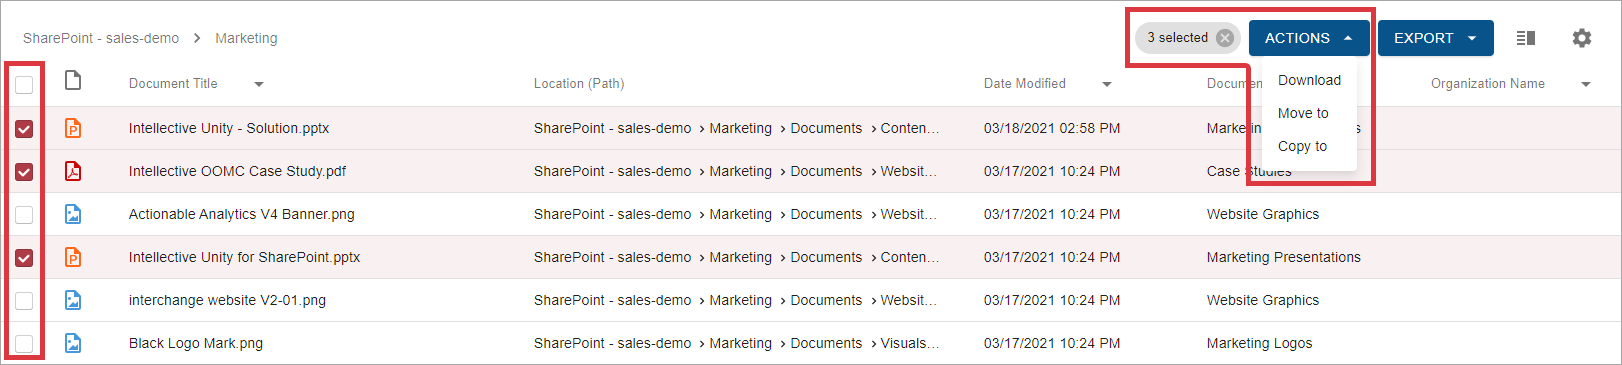 SharePoint - sales-demo > Marketing
3 selected
ACTIONS
EXPORT
Download
Move to
Copy to
Document Title
Location (Path)
Date Modified
Documen
Organization Name
Intellective Unity - Solution.pptx SharePoint - sales-demo > Marketing > Documents > Conten... 03/18/2021 02:58 PM Marketin s
Intellective OOMC Case Study.pdf SharePoint - sales-demo > Marketing > Documents > Websit... 03/17/2021 10:24 PM Case Studies
Actionable Analytics V4 Banner.png SharePoint - sales-demo > Marketing > Documents > Websit... 03/17/2021 10:24 PM Website Graphics
Intellective Unity for SharePoint.pptx SharePoint - sales-demo > Marketing > Documents > Conten... 03/17/2021 10:24 PM Marketing Presentations
interchange website V2-01.png SharePoint - sales-demo > Marketing > Documents > Websit... 03/17/2021 10:24 PM Website Graphics
Black Logo Mark.png SharePoint - sales-demo > Marketing > Documents > Visuals... 03/17/2021 10:24 PM Marketing Logos